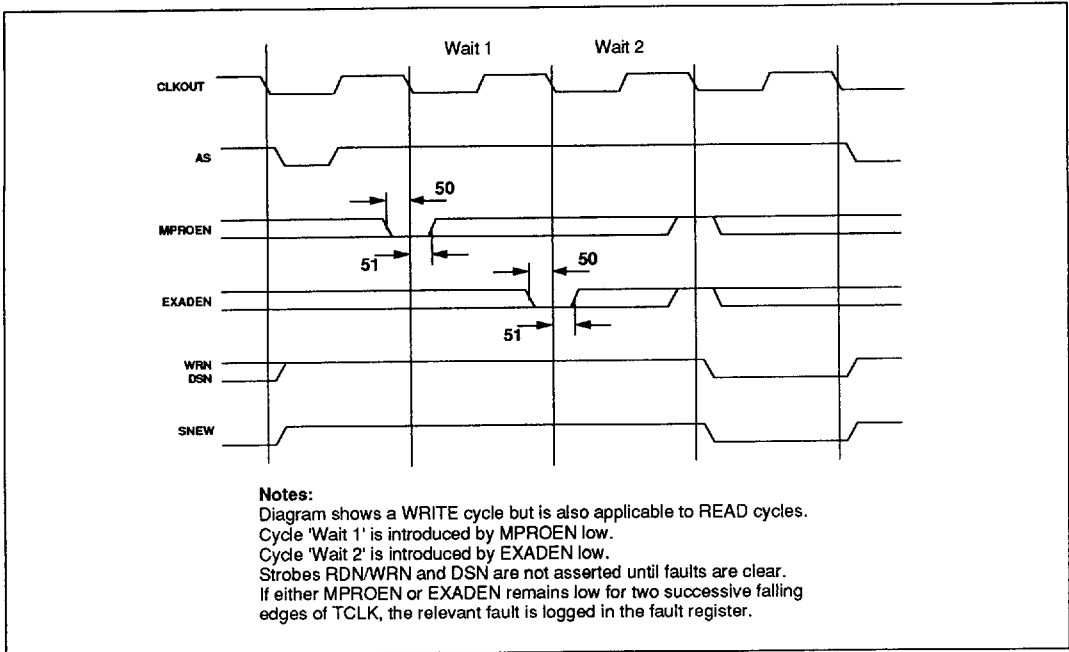 Wait 1 Wait 2
CLKOUT
AS
50
MPROEN
51
50
EXADEN
51
WRN
DSN
SNEW
Notes:
Diagram shows a WRITE cycle but is also applicable to READ cycles.
Cycle 'Wait 1' is introduced by MPROEN low.
Cycle 'Wait 2' is introduced by EXADEN low.
Strobes RDN/WRN and DSN are not asserted until faults are clear.
If either MPROEN or EXADEN remains low for two successive falling
edges of TCLK, the relevant fault is logged in the fault register.